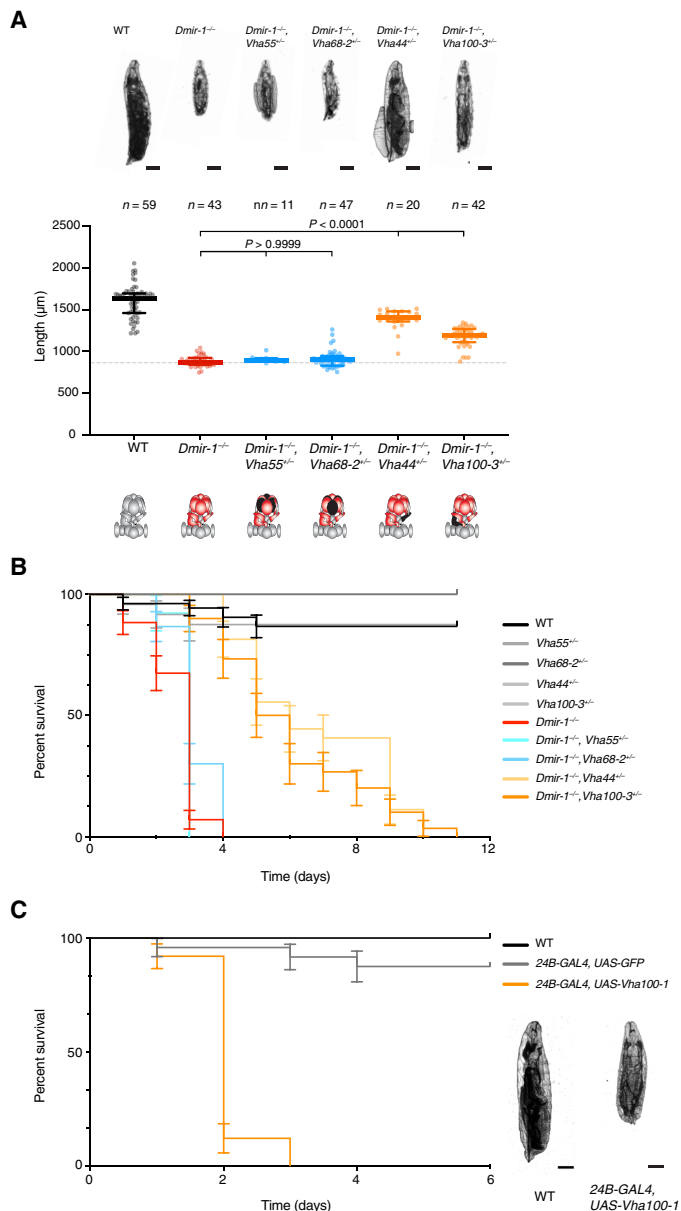 A
WT
Dmir-1–/–
Dmir-1–/–,
Vha55+/–
Dmir-1–/–,
Vha68-2+/–
Dmir-1–/–,
Vha44+/–
Dmir-1–/–,
Vha100-3+/–
n = 59
n = 43
nn = 11
n = 47
n = 20
n = 42
P < 0.0001
P > 0.9999
2500
2000
1500
1000
500
0
Length (μm)
WT
Dmir-1–/–
Dmir-1–/–,
Vha55+/–
Dmir-1–/–,
Vha68-2+/–
Dmir-1–/–,
Vha44+/–
Dmir-1–/–,
Vha100-3+/–
B
100
50
0
Percent survival
0
4
8
12
Time (days)
WT
Vha55+/–
Vha68-2+/–
Vha44+/–
Vha100-3+/–
Dmir-1–/–
Dmir-1–/–, Vha55+/–
Dmir-1–/–,Vha68-2+/–
Dmir-1–/–,Vha44+/–
Dmir-1–/–,Vha100-3+/–
C
100
50
0
Percent survival
0
2
4
6
Time (days)
WT
24B-GAL4, UAS-GFP
24B-GAL4, UAS-Vha100-1
WT
24B-GAL4,
UAS-Vha100-1